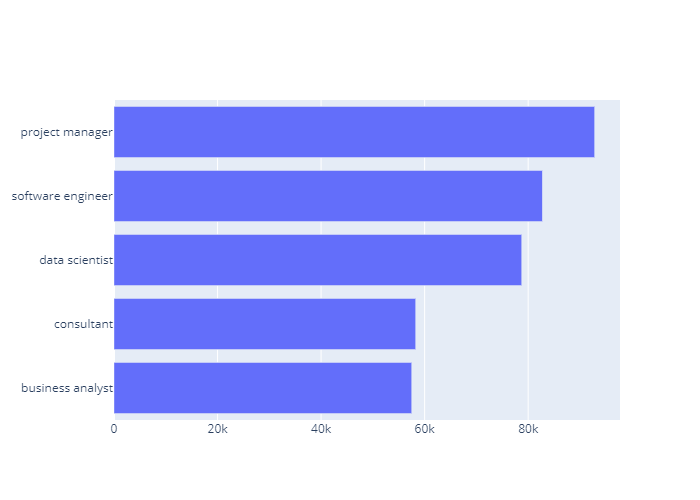 project manager
software engineer
data scientist
consultant
business analyst
0 20k 40k 60k 80k